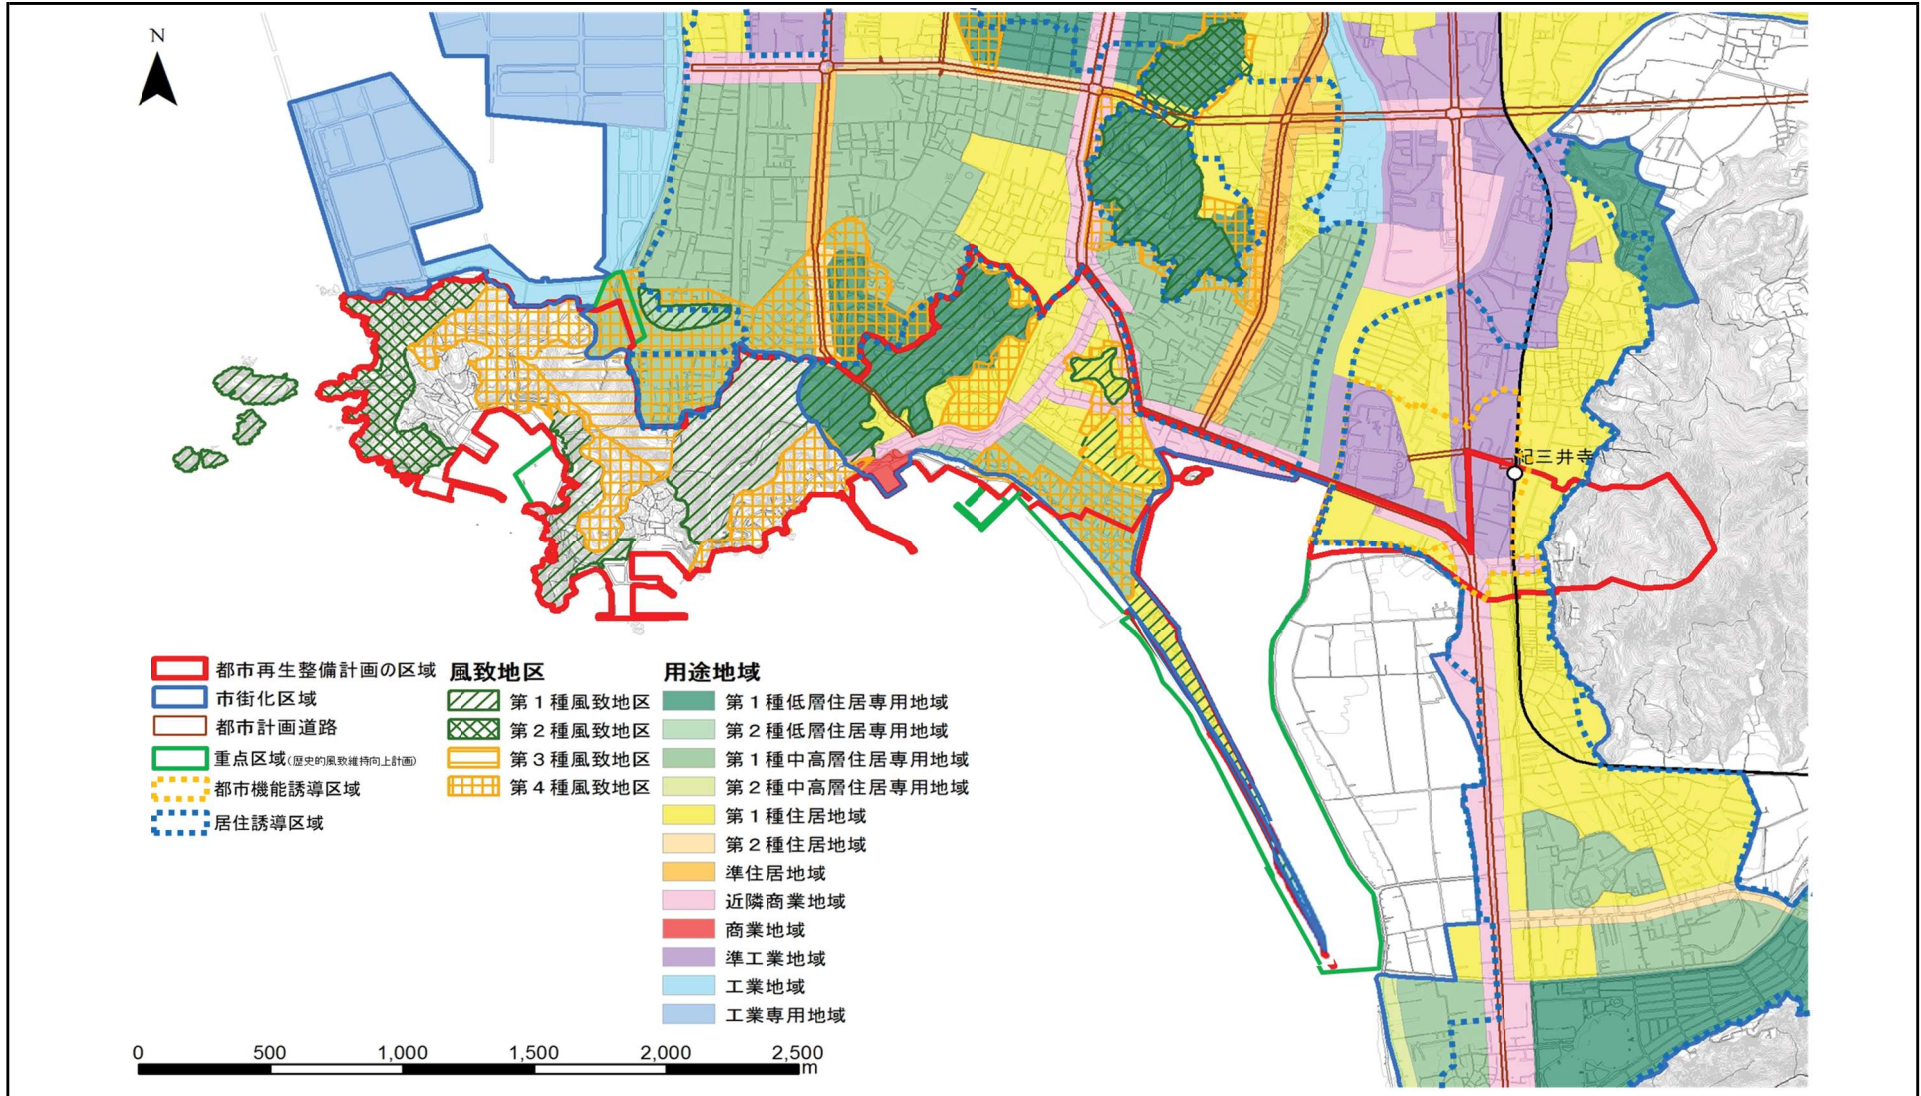 N
紀三井寺
都市再生整備計画の区域
市街化区域
都市計画道路
重点区域(歴史的風致維持向上計画)
都市機能誘導区域
居住誘導区域
風致地区
第1種風致地区
第2種風致地区
第3種風致地区
第4種風致地区
用途地域
第1種低層住居専用地域
第2種低層住居専用地域
第1種中高層住居専用地域
第2種中高層住居専用地域
第1種住居地域
第2種住居地域
準住居地域
近隣商業地域
商業地域
準工業地域
工業地域
工業専用地域
0 500 1,000 1,500 2,000 2,500
m